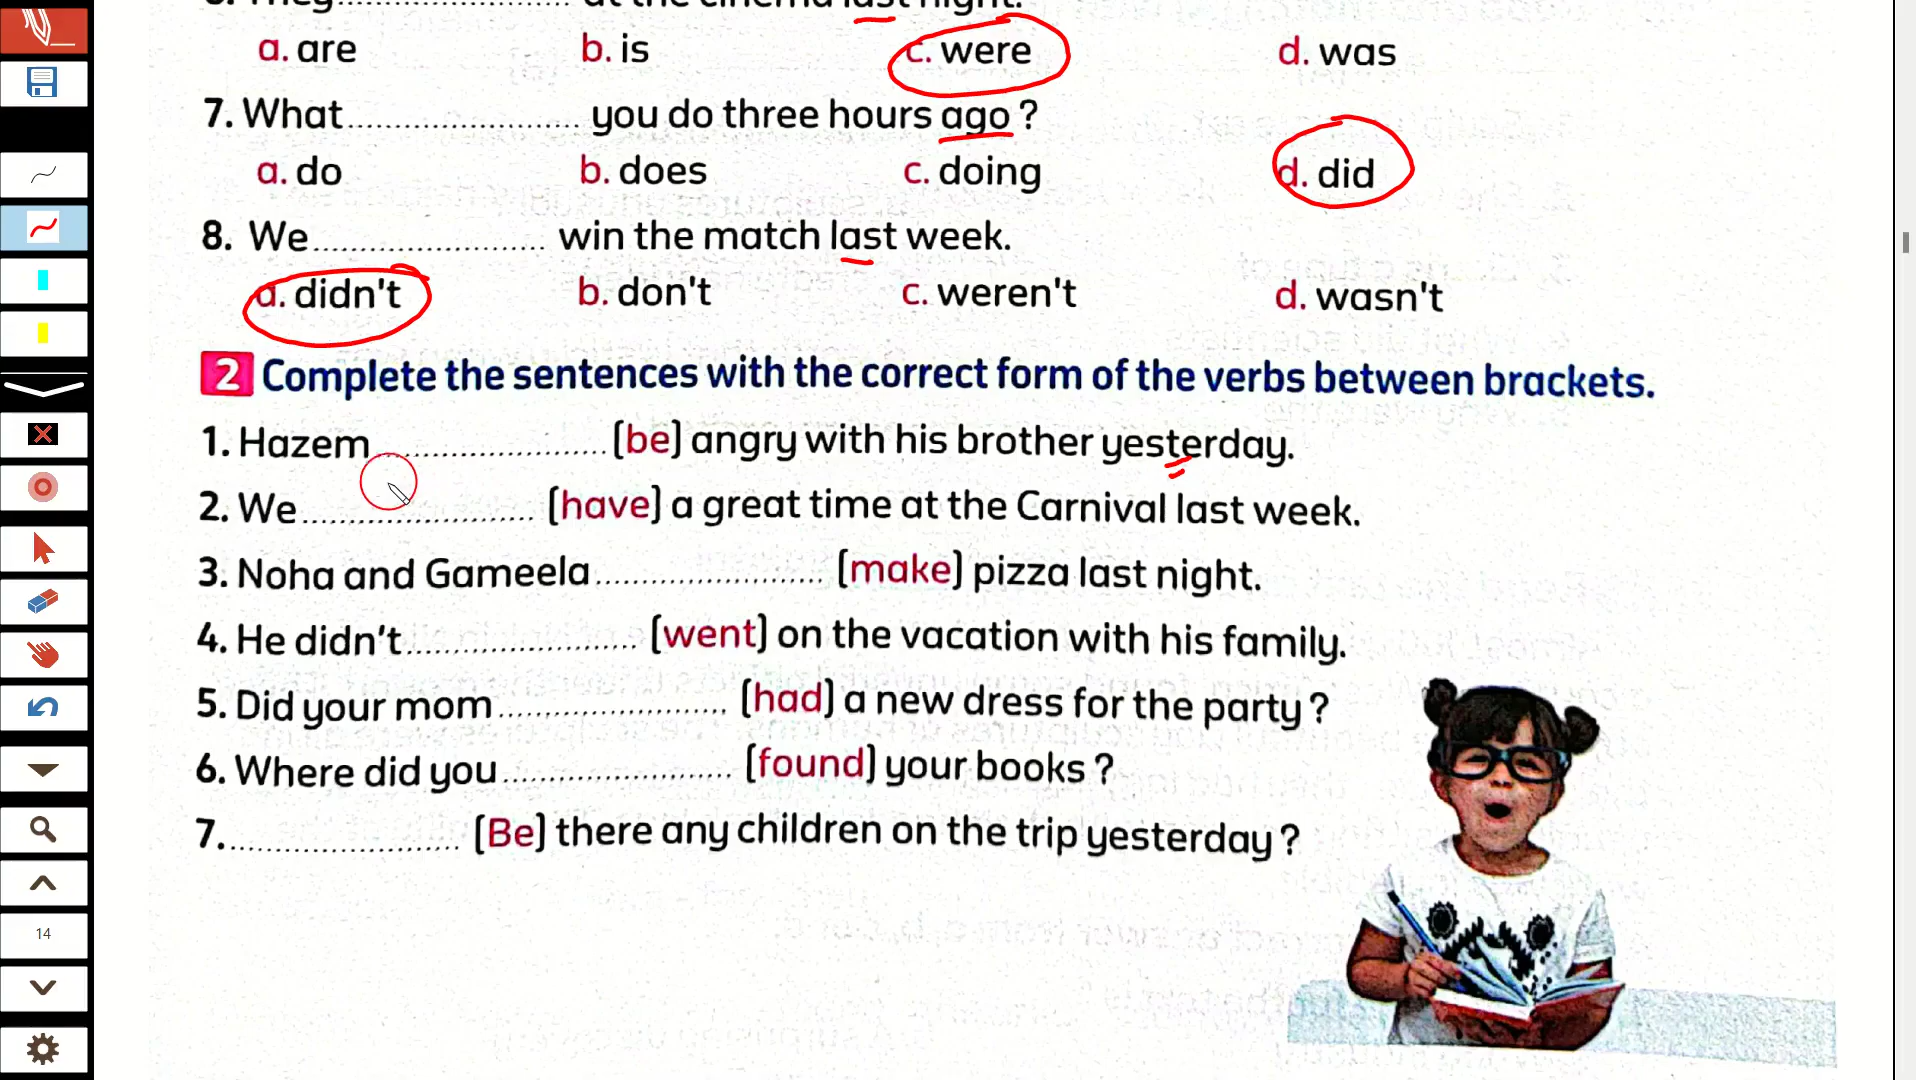 at the cinema last night.
a. are b. is c. were d. was
7. What ........................ you do three hours ago ?
a. do b. does c. doing d. did
8. We ........................ win the match last week.
a. didn't b. don't c. weren't d. wasn't
2 Complete the sentences with the correct form of the verbs between brackets.
1. Hazem ........................ (be) angry with his brother yesterday.
2. We ........................ (have) a great time at the Carnival last week.
3. Noha and Gameela ........................ (make) pizza last night.
4. He didn't ........................ (went) on the vacation with his family.
5. Did your mom ........................ (had) a new dress for the party ?
6. Where did you ........................ (found) your books ?
7. ........................ (Be) there any children on the trip yesterday ?
14